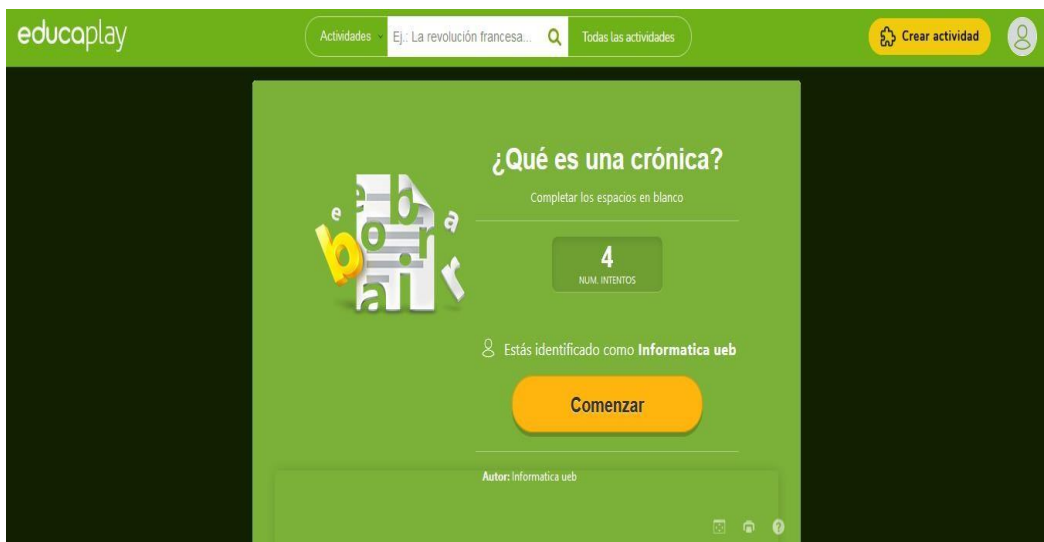 educaplay
Actividades Ej.: La revolución francesa... Todas las actividades
Crear actividad
¿Qué es una crónica?
Completar los espacios en blanco
4
NUM. INTENTOS
Estás identificado como Informatica ueb
Comenzar
Autor: Informatica ueb
e e b a
b o r
a i r